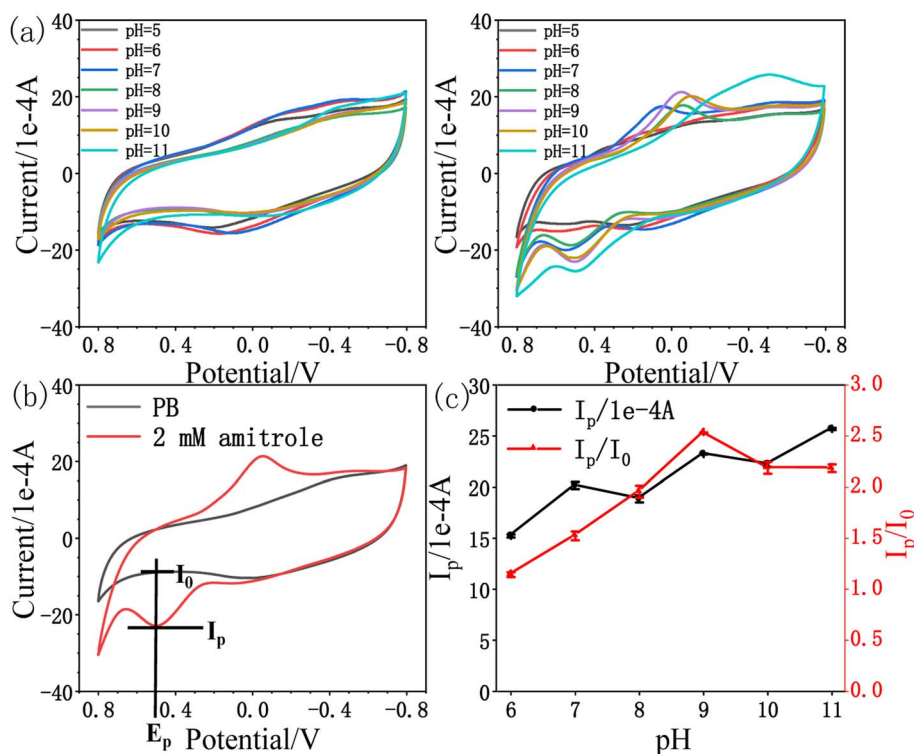 (a)
40
20
0
−20
−40
Current/1e-4A
pH=5
pH=6
pH=7
pH=8
pH=9
pH=10
pH=11
0.8 0.4 0.0 −0.4 −0.8
Potential/V
40
20
0
−20
−40
Current/1e-4A
pH=5
pH=6
pH=7
pH=8
pH=9
pH=10
pH=11
0.8 0.4 0.0 −0.4 −0.8
Potential/V
(b)
40
20
0
−20
−40
Current/1e-4A
PB
2 mM amitrole
I₀
Iₚ
0.8 0.4 0.0 −0.4 −0.8
Eₚ
Potential/V
(c)
30
25
20
15
10
5
0
Iₚ/1e-4A
Iₚ/1e-4A
Iₚ/I₀
3.0
2.5
2.0
1.5
1.0
0.5
0.0
Iₚ/I₀
6 7 8 9 10 11
pH